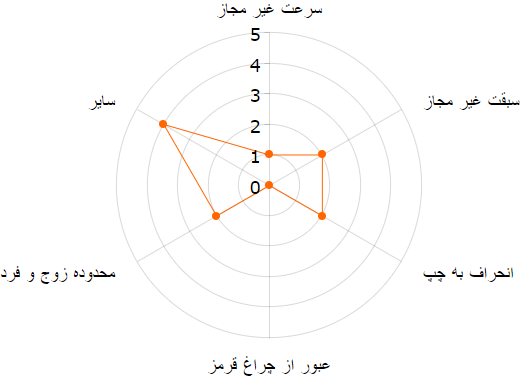 سرعت غیر مجاز
5
4
3
2
1
0
سبقت غیر مجاز
سایر
انحراف به چپ
محدوده زوج و فرد
عبور از چراغ قرمز